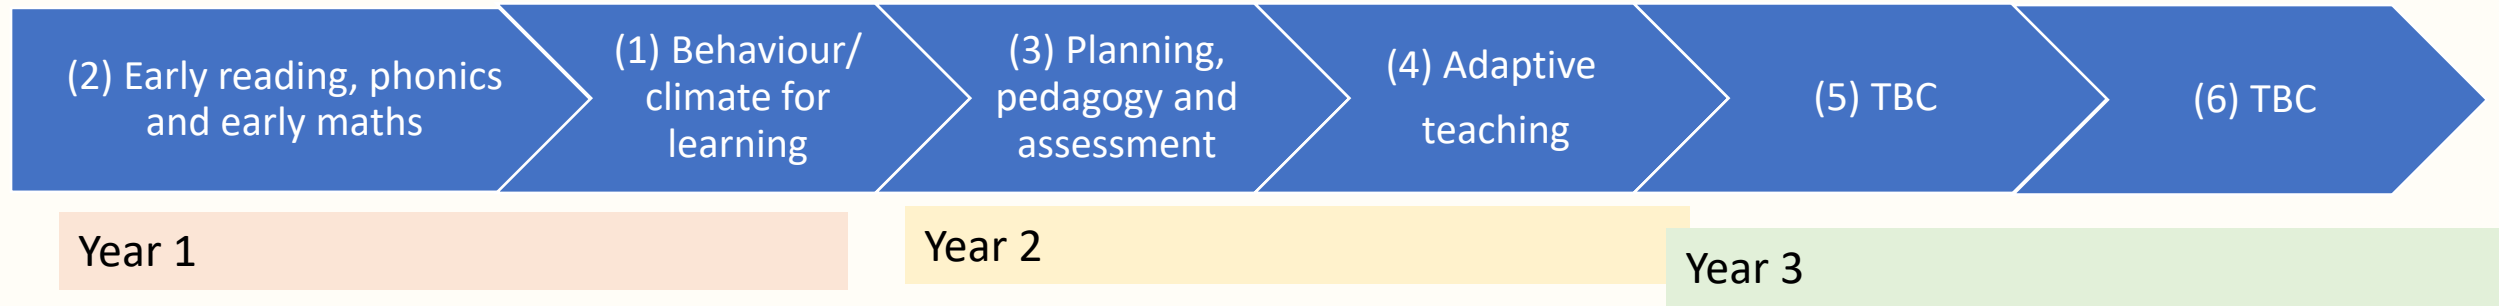 (2) Early reading, phonics
and early maths
(1) Behaviour/
climate for
learning
(3) Planning,
pedagogy and
assessment
(4) Adaptive
teaching
(5) TBC
(6) TBC
Year 1
Year 2
Year 3